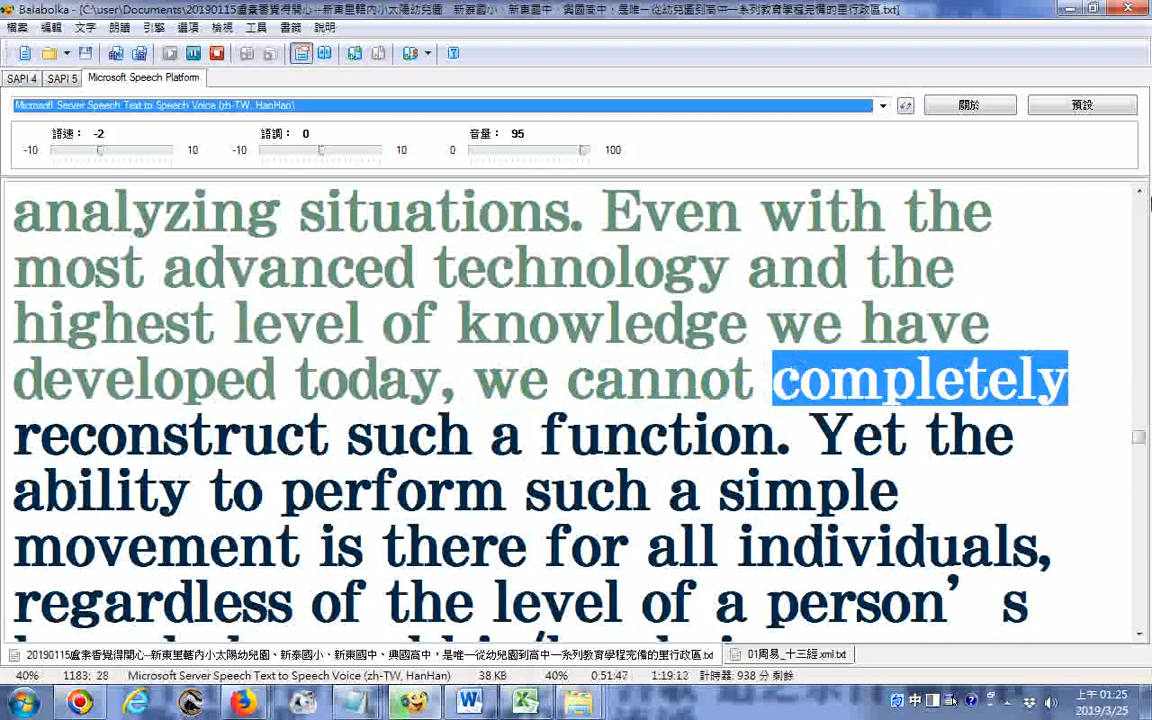 Balabolka - [C:\user\Documents\20190115盧素香覺得開心--新東里轄內小太陽幼兒園、新泰國小、新東國中、興國高中，是唯一從幼兒園到高中一系列教育學程完備的里行政區.txt]
檔案 編輯 文字 朗讀 引擎 選項 檢視 工具 書籤 說明
SAPI 4 SAPI 5 Microsoft Speech Platform
Microsoft Server Speech Text to Speech Voice (zh-TW, HanHan) 關於 預設
語速： -2 語調： 0 音量： 95
-10 10 -10 10 0 100
analyzing situations. Even with the
most advanced technology and the
highest level of knowledge we have
developed today, we cannot completely
reconstruct such a function. Yet the
ability to perform such a simple
movement is there for all individuals,
regardless of the level of a person’s
20190115盧素香覺得開心--新東里轄內小太陽幼兒園、新泰國小、新東國中、興國高中，是唯一從幼兒園到高中一系列教育學程完備的里行政區.txt 01周易_十三經.xml.txt
40% 1183: 28 Microsoft Server Speech Text to Speech Voice (zh-TW, HanHan) 38 KB 40% 0:51:47 1:19:12 計時器: 938 分 剩餘
中 上午 01:25
2019/3/25